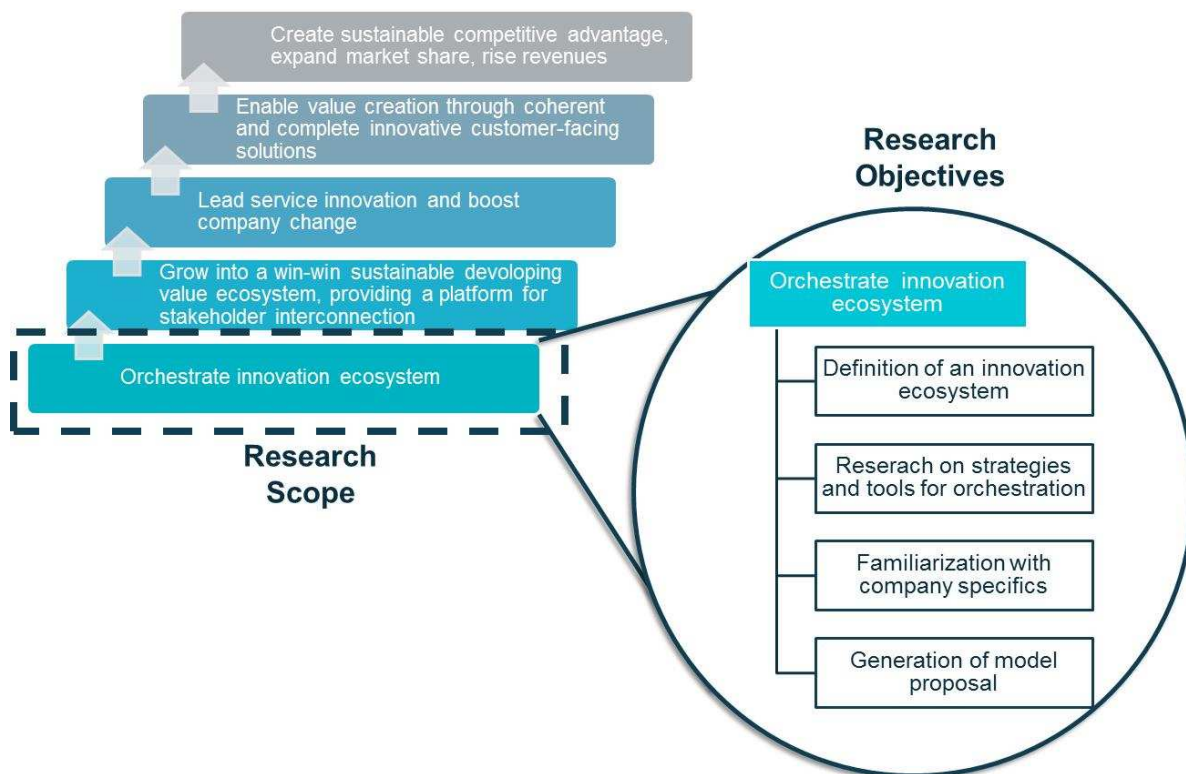 Create sustainable competitive advantage,
expand market share, rise revenues
Enable value creation through coherent
and complete innovative customer-facing
solutions
Lead service innovation and boost
company change
Grow into a win-win sustainable devoloping
value ecosystem, providing a platform for
stakeholder interconnection
Orchestrate innovation ecosystem
Research
Scope
Research
Objectives
Orchestrate innovation
ecosystem
Definition of an innovation
ecosystem
Reserach on strategies
and tools for orchestration
Familiarization with
company specifics
Generation of model
proposal